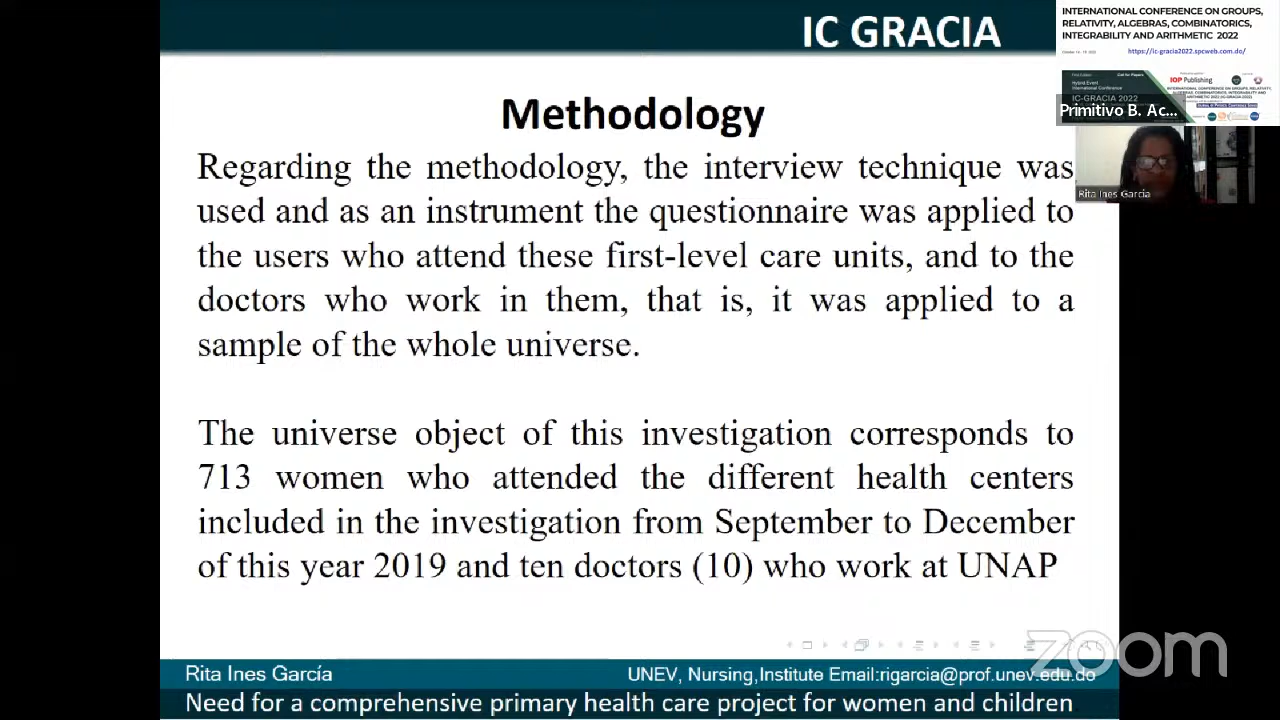 IC GRACIA
INTERNATIONAL CONFERENCE ON GROUPS,
RELATIVITY, ALGEBRAS, COMBINATORICS,
INTEGRABILITY AND ARITHMETIC 2022
https://ic-gracia2022.spcweb.com.do/
IOP Publishing
IC-GRACIA 2022
Primitivo B. Ac...
Rita Ines Garcia
Methodology
Regarding the methodology, the interview technique was
used and as an instrument the questionnaire was applied to
the users who attend these first-level care units, and to the
doctors who work in them, that is, it was applied to a
sample of the whole universe.
The universe object of this investigation corresponds to
713 women who attended the different health centers
included in the investigation from September to December
of this year 2019 and ten doctors (10) who work at UNAP
zoom
Rita Ines García
UNEV, Nursing,Institute Email:rigarcia@prof.unev.edu.do
Need for a comprehensive primary health care project for women and children